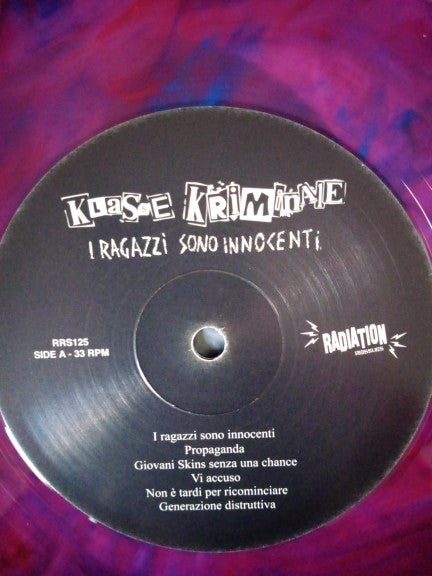 Klasse Kriminale
I RAGAZZI SONO INNOCENTI.
RRS125
SIDE A - 33 RPM
RADIATION
REISSUES
I ragazzi sono innocenti
Propaganda
Giovani Skins senza una chance
Vi accuso
Non è tardi per ricominciare
Generazione distruttiva